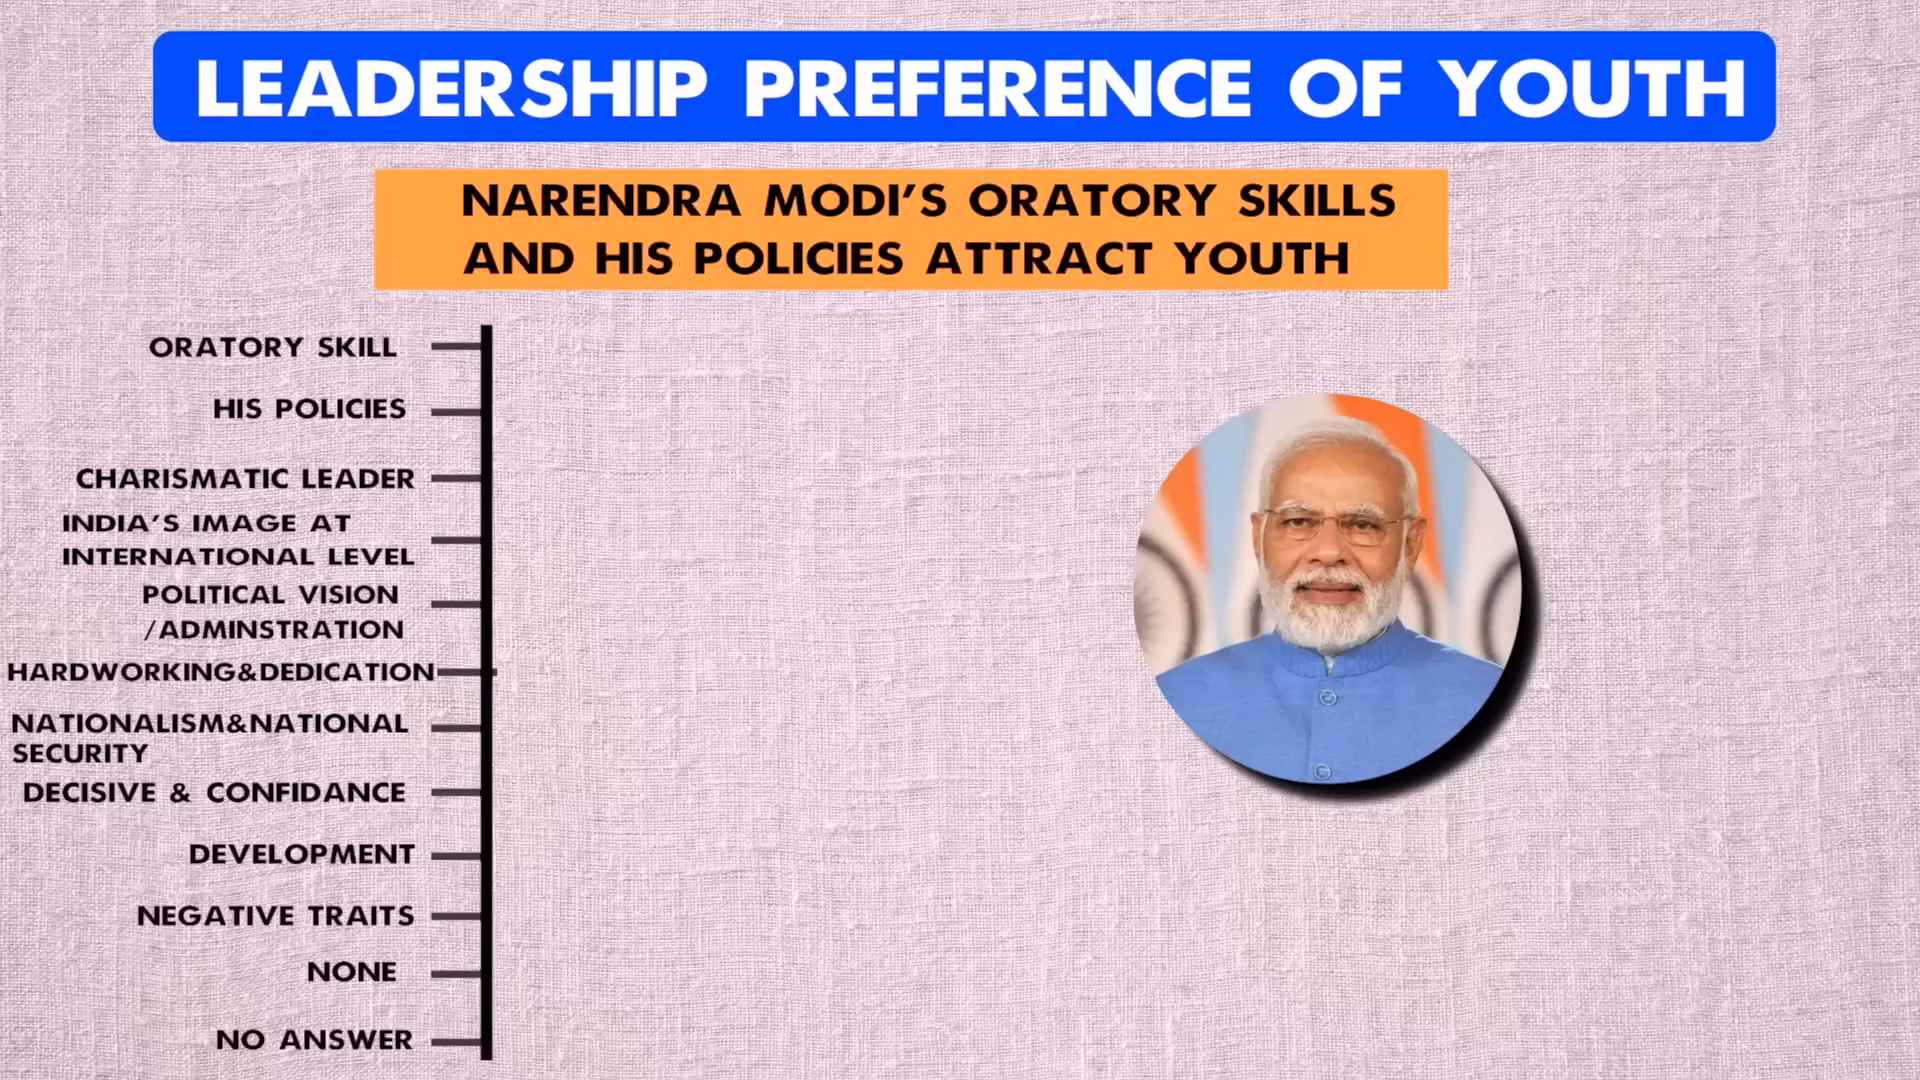 LEADERSHIP PREFERENCE OF YOUTH
NARENDRA MODI'S ORATORY SKILLS
AND HIS POLICIES ATTRACT YOUTH
ORATORY SKILL
HIS POLICIES
CHARISMATIC LEADER
INDIA'S IMAGE AT
INTERNATIONAL LEVEL
POLITICAL VISION
/ADMINSTRATION
HARDWORKING&DEDICATION
NATIONALISM&NATIONAL
SECURITY
DECISIVE & CONFIDANCE
DEVELOPMENT
NEGATIVE TRAITS
NONE
NO ANSWER